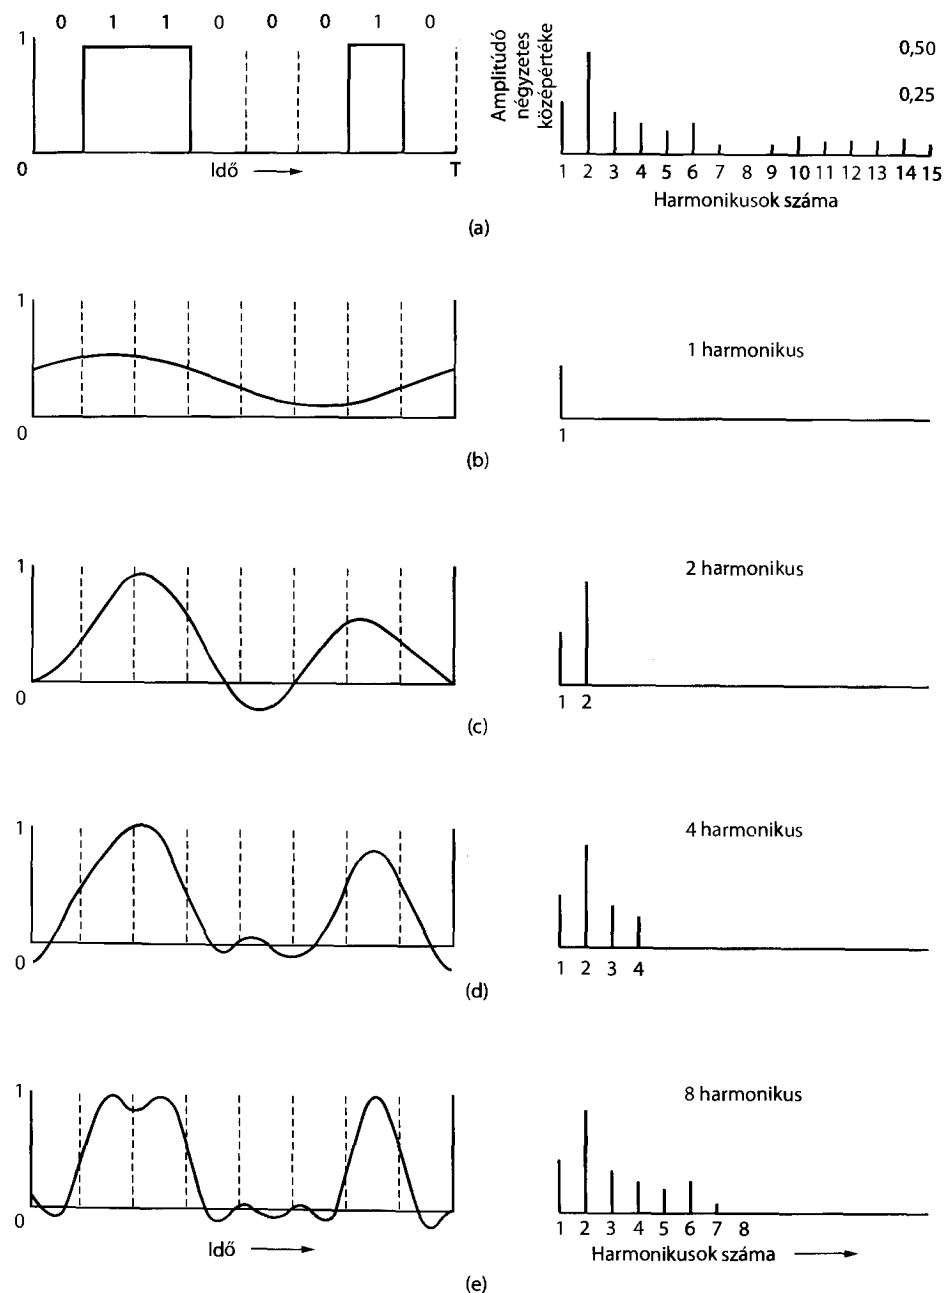 0 1 1 0 0 0 1 0
1
0
Idő
T
Amplitúdó
négyzetes
középértéke
0,50
0,25
1 2 3 4 5 6 7 8 9 10 11 12 13 14 15
Harmonikusok száma
(a)
1
0
1 harmonikus
1
(b)
1
0
2 harmonikus
1 2
(c)
1
0
4 harmonikus
1 2 3 4
(d)
1
0
Idő
8 harmonikus
1 2 3 4 5 6 7 8
Harmonikusok száma
(e)